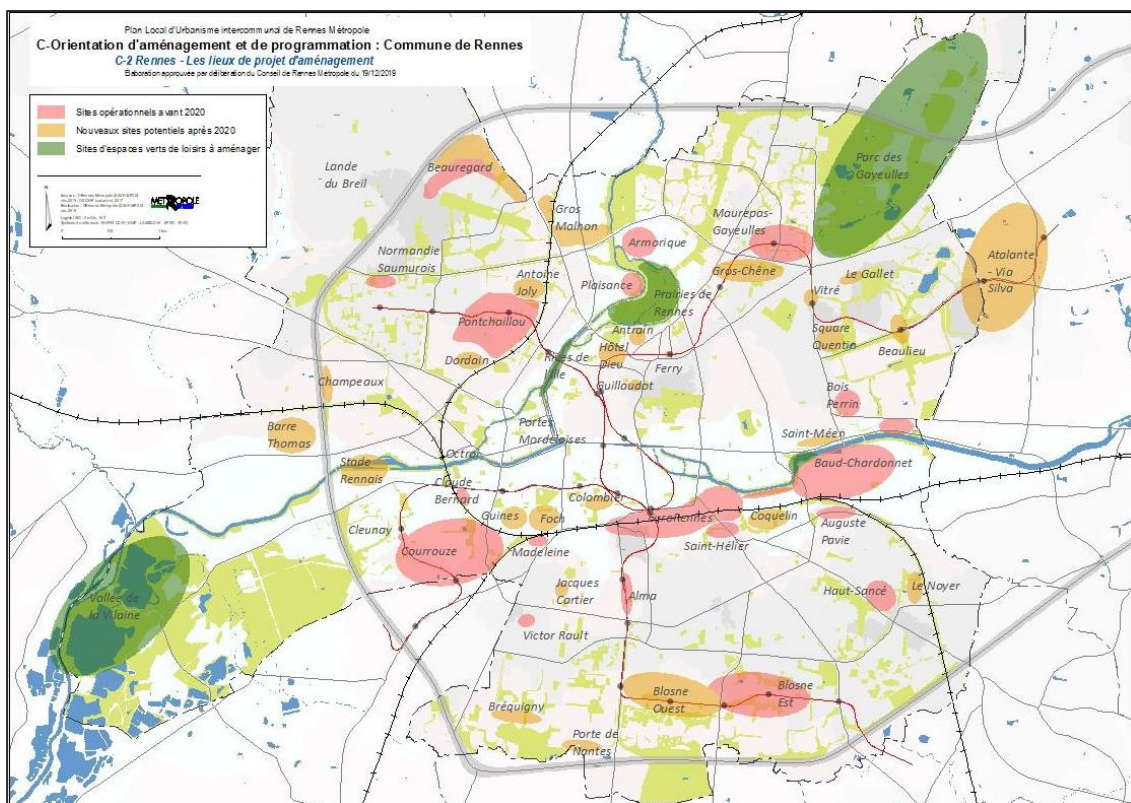 Plan Local d'Urbanisme intercommunal de Rennes Métropole
C-Orientation d'aménagement et de programmation : Commune de Rennes
C-2 Rennes - Les lieux de projet d'aménagement
Élaboration approuvée par délibération du Conseil de Rennes Métropole du 19/12/2019
Sites opérationnels avant 2020
Nouveaux sites potentiels après 2020
Sites d'espaces verts de loisirs à aménager
N
Lande
du Breil
Beauregard
Parc des
Gayeulles
Gros
Malhon
Maurepas-
Gayeulles
Armorique
Normandie
Saumurois
Antoine
Joly
Plaisance
Prairies de
Rennes
Gros-Chêne
Le Gallet
Atalante
- Via
Silva
Vitré
Pontchaillou
Antrain
Hôtel
Dieu
Square
Quentin
Beaulieu
Dordain
Rives de
l'Ille
Ferry
Guillaudot
Champeaux
Bois
Perrin
Barre
Thomas
Portes
Mordelaises
Saint-Méen
Octroi
Stade
Rennais
Baud-Chardonnet
Claude
Bernard
Colombier
Guines
Foch
EuroRennes
Coquelin
Auguste
Pavie
Cleunay
Courrouze
Madeleine
Saint-Hélier
Vallée de
la Vilaine
Jacques
Cartier
Alma
Haut-Sancé
Le Noyer
Victor Rault
Blosne
Ouest
Blosne
Est
Bréquigny
Porte de
Nantes